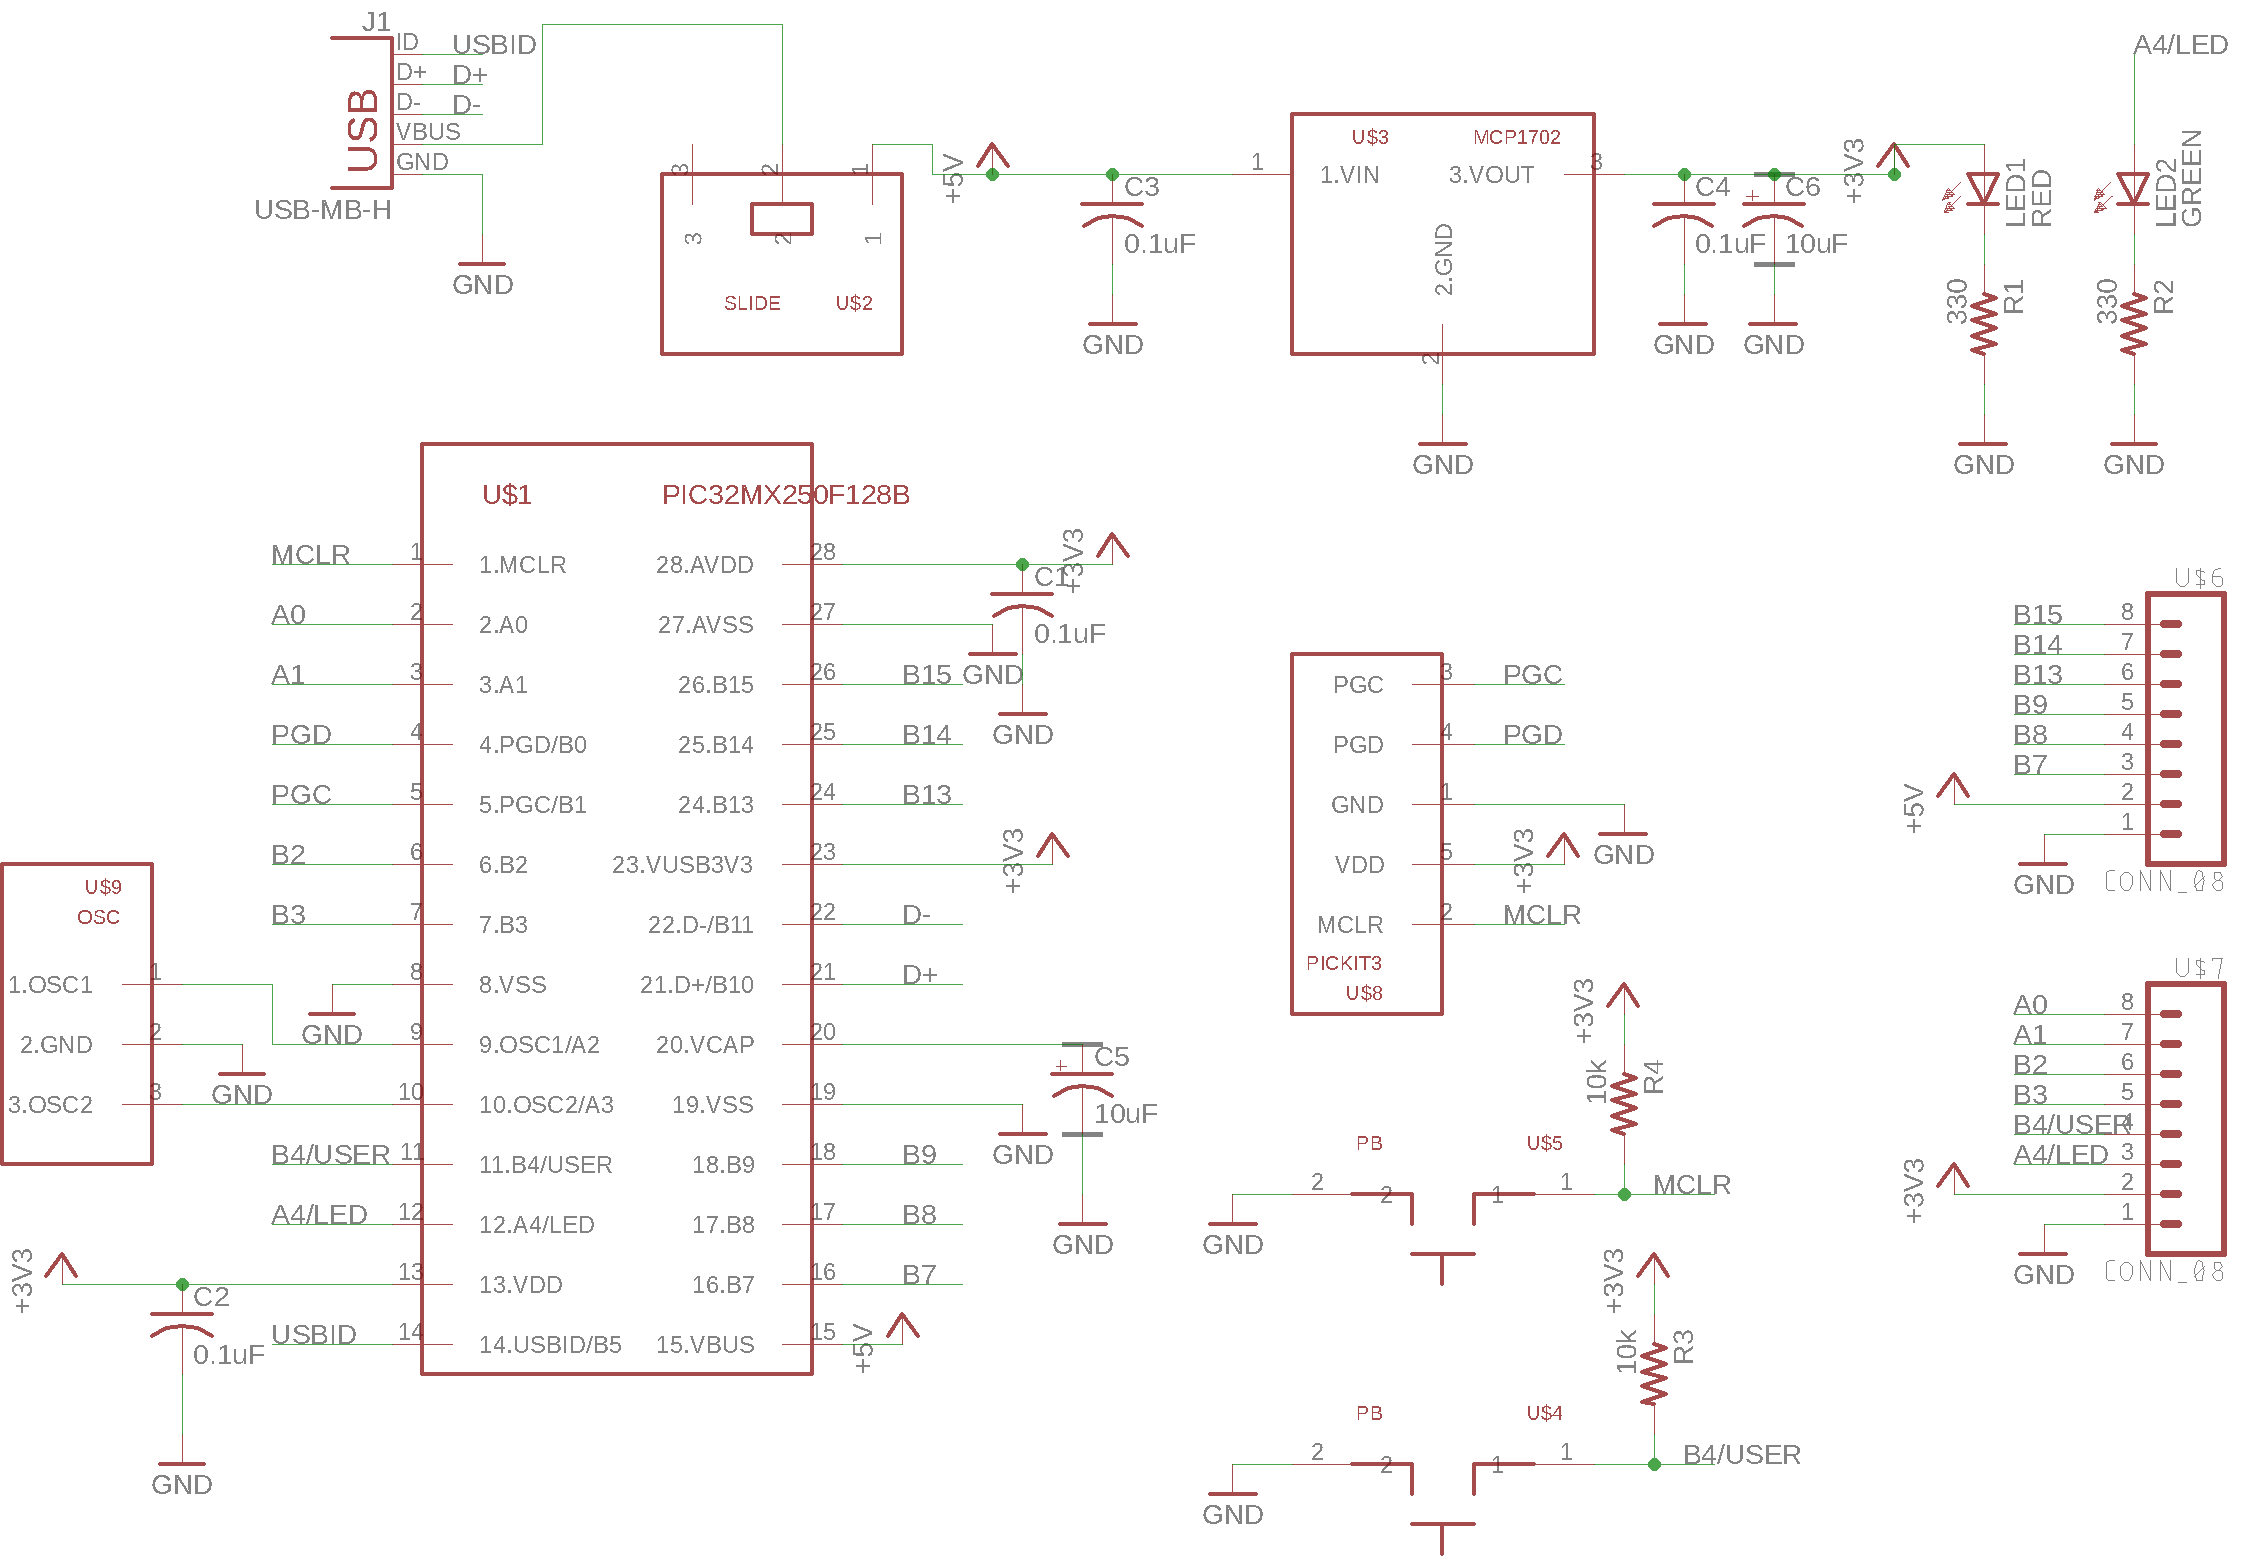 J1
ID USBID
D+ D+
D- D-
VBUS
GND
USB
USB-MB-H
GND
3 2 1
3 2 1
SLIDE U$2
+5V
C3
0.1uF
GND
U$3 MCP1702
1 1.VIN 3.VOUT 3
2.GND
2
GND
C4
0.1uF
GND
C6
+
10uF
GND
+3V3
LED1
RED
330
R1
GND
A4/LED
LED2
GREEN
330
R2
GND
U$1 PIC32MX250F128B
MCLR 1 1.MCLR 28.AVDD 28
A0 2 2.A0 27.AVSS 27
A1 3 3.A1 26.B15 26 B15
PGD 4 4.PGD/B0 25.B14 25 B14
PGC 5 5.PGC/B1 24.B13 24 B13
B2 6 6.B2 23.VUSB3V3 23
B3 7 7.B3 22.D-/B11 22 D-
8 8.VSS 21.D+/B10 21 D+
9 9.OSC1/A2 20.VCAP 20
10 10.OSC2/A3 19.VSS 19
B4/USER 11 11.B4/USER 18.B9 18 B9
A4/LED 12 12.A4/LED 17.B8 17 B8
13 13.VDD 16.B7 16 B7
USBID 14 14.USBID/B5 15.VBUS 15
+3V3
C1
0.1uF
GND
GND
+3V3
C5
+
10uF
GND
GND
+5V
U$9
OSC
1.OSC1 1
2.GND 2
3.OSC2 3
GND
GND
+3V3
C2
0.1uF
GND
PGC 3 PGC
PGD 4 PGD
GND 1
VDD 5
MCLR 2 MCLR
PICKIT3
U$8
+3V3
GND
+3V3
10k
R4
PB U$5
2 2 1 1 MCLR
GND
+3V3
10k
R3
PB U$4
2 2 1 1 B4/USER
GND
U$6
B15 8
B14 7
B13 6
B9 5
B8 4
B7 3
+5V 2
1
GND
CONN_08
U$7
A0 8
A1 7
B2 6
B3 5
B4/USER 4
A4/LED 3
+3V3 2
1
GND
CONN_08